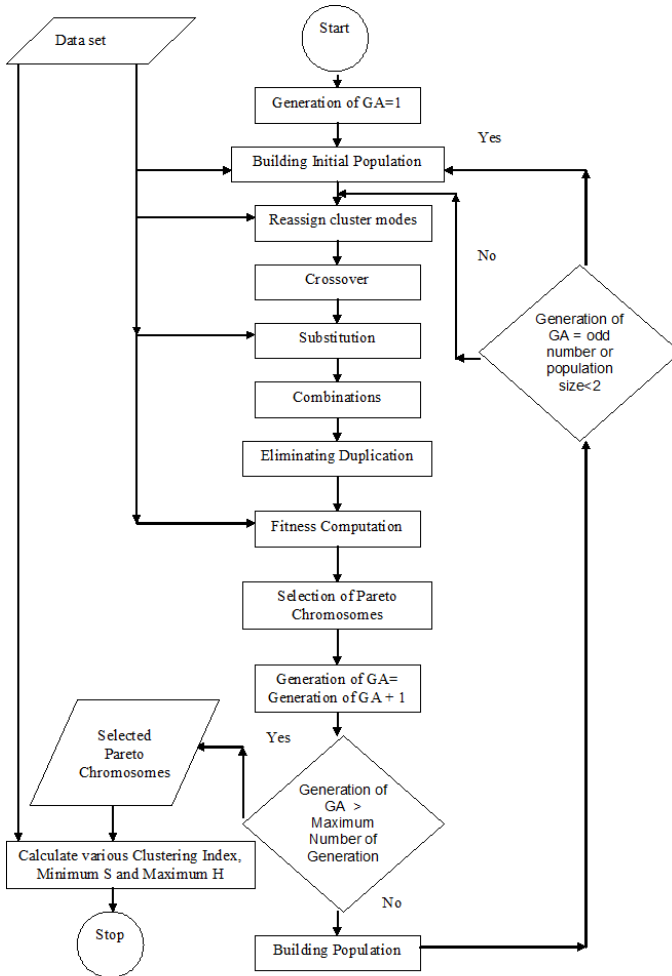 Start
Data set
Generation of GA=1
Yes
Building Initial Population
Reassign cluster modes
No
Crossover
Generation of
GA = odd
number or
population
size<2
Substitution
Combinations
Eliminating Duplication
Fitness Computation
Selection of Pareto
Chromosomes
Generation of GA=
Generation of GA + 1
Yes
Selected
Pareto
Chromosomes
Generation of
GA >
Maximum
Number of
Generation
Calculate various Clustering Index,
Minimum S and Maximum H
No
Stop
Building Population